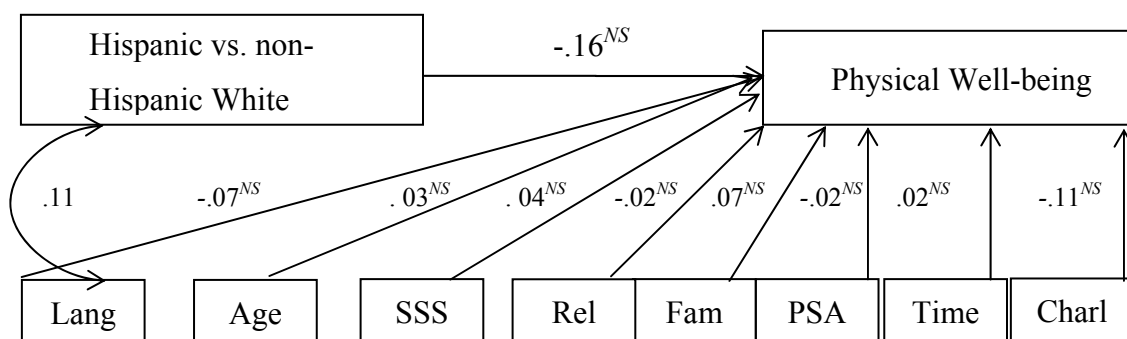 Hispanic vs. non-
Hispanic White
-.16^NS
Physical Well-being
.11
-.07^NS
. 03^NS
. 04^NS
-.02^NS
.07^NS
-.02^NS
.02^NS
-.11^NS
Lang
Age
SSS
Rel
Fam
PSA
Time
Charl